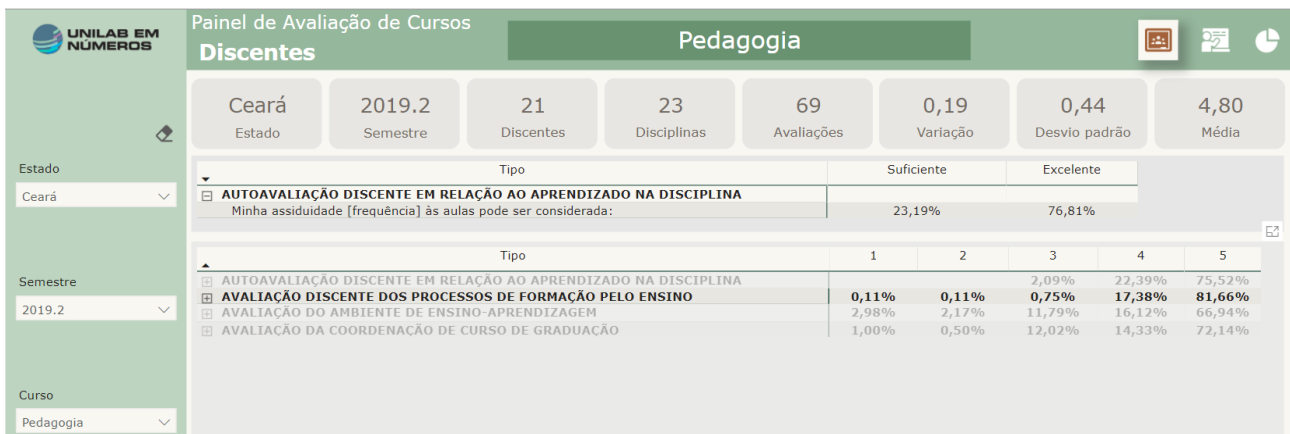 UNILAB EM
NÚMEROS
Painel de Avaliação de Cursos
Discentes
Pedagogia
Ceará
Estado
2019.2
Semestre
21
Discentes
23
Disciplinas
69
Avaliações
0,19
Variação
0,44
Desvio padrão
4,80
Média
Estado
Ceará
Semestre
2019.2
Curso
Pedagogia
Tipo Suficiente Excelente
AUTOAVALIAÇÃO DISCENTE EM RELAÇÃO AO APRENDIZADO NA DISCIPLINA
Minha assiduidade [frequência] às aulas pode ser considerada: 23,19% 76,81%
Tipo 1 2 3 4 5
AUTOAVALIAÇÃO DISCENTE EM RELAÇÃO AO APRENDIZADO NA DISCIPLINA 2,09% 22,39% 75,52%
AVALIAÇÃO DISCENTE DOS PROCESSOS DE FORMAÇÃO PELO ENSINO 0,11% 0,11% 0,75% 17,38% 81,66%
AVALIAÇÃO DO AMBIENTE DE ENSINO-APRENDIZAGEM 2,98% 2,17% 11,79% 16,12% 66,94%
AVALIAÇÃO DA COORDENAÇÃO DE CURSO DE GRADUAÇÃO 1,00% 0,50% 12,02% 14,33% 72,14%